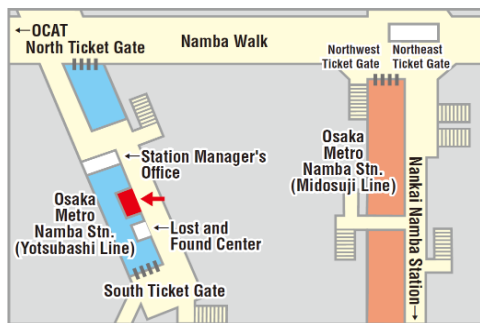 ←OCAT
North Ticket Gate
Namba Walk
Northwest
Ticket Gate
Northeast
Ticket Gate
←Station Manager's
Office
Osaka
Metro
Namba Stn.
(Midosuji Line)
Osaka
Metro
Namba Stn.
(Yotsubashi Line)
←Lost and
Found Center
South Ticket Gate
Nankai Namba Station→